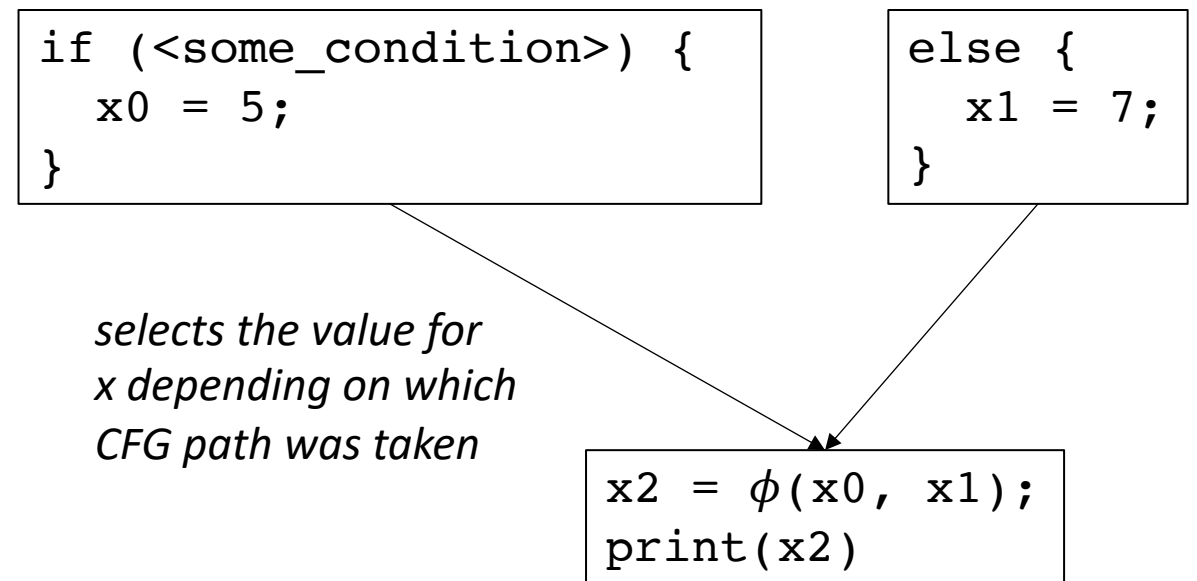 if (<some_condition>) {
  x0 = 5;
}
else {
  x1 = 7;
}
selects the value for
x depending on which
CFG path was taken
x2 = ϕ(x0, x1);
print(x2)